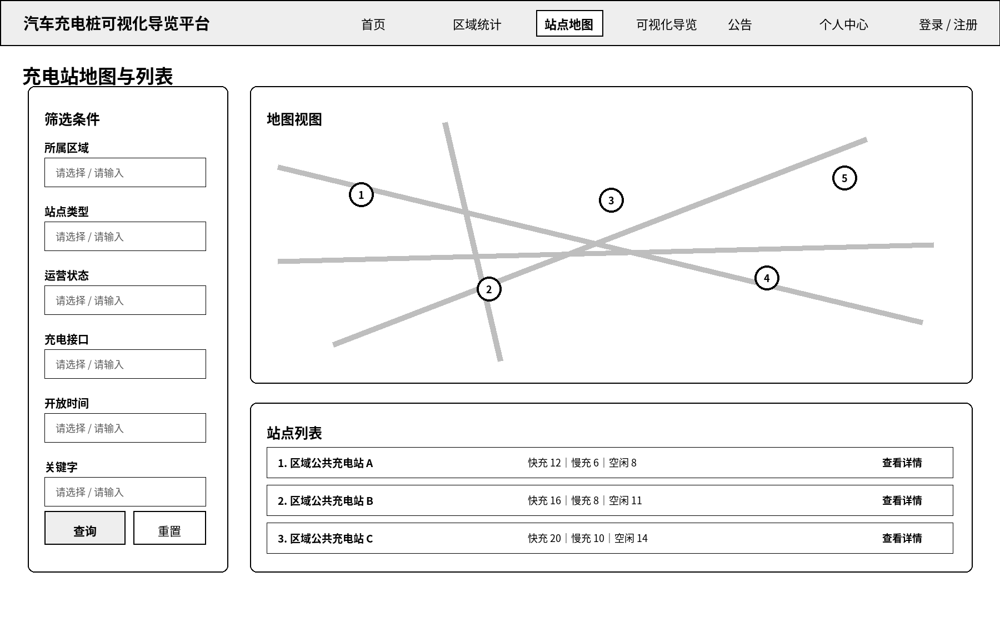 汽车充电桩可视化导览平台 首页 区域统计 站点地图 可视化导览 公告 个人中心 登录 / 注册
充电站地图与列表
筛选条件
所属区域
请选择 / 请输入
站点类型
请选择 / 请输入
运营状态
请选择 / 请输入
充电接口
请选择 / 请输入
开放时间
请选择 / 请输入
关键字
请选择 / 请输入
查询 重置
地图视图
1
2
3
4
5
站点列表
1. 区域公共充电站 A 快充 12｜慢充 6｜空闲 8 查看详情
2. 区域公共充电站 B 快充 16｜慢充 8｜空闲 11 查看详情
3. 区域公共充电站 C 快充 20｜慢充 10｜空闲 14 查看详情